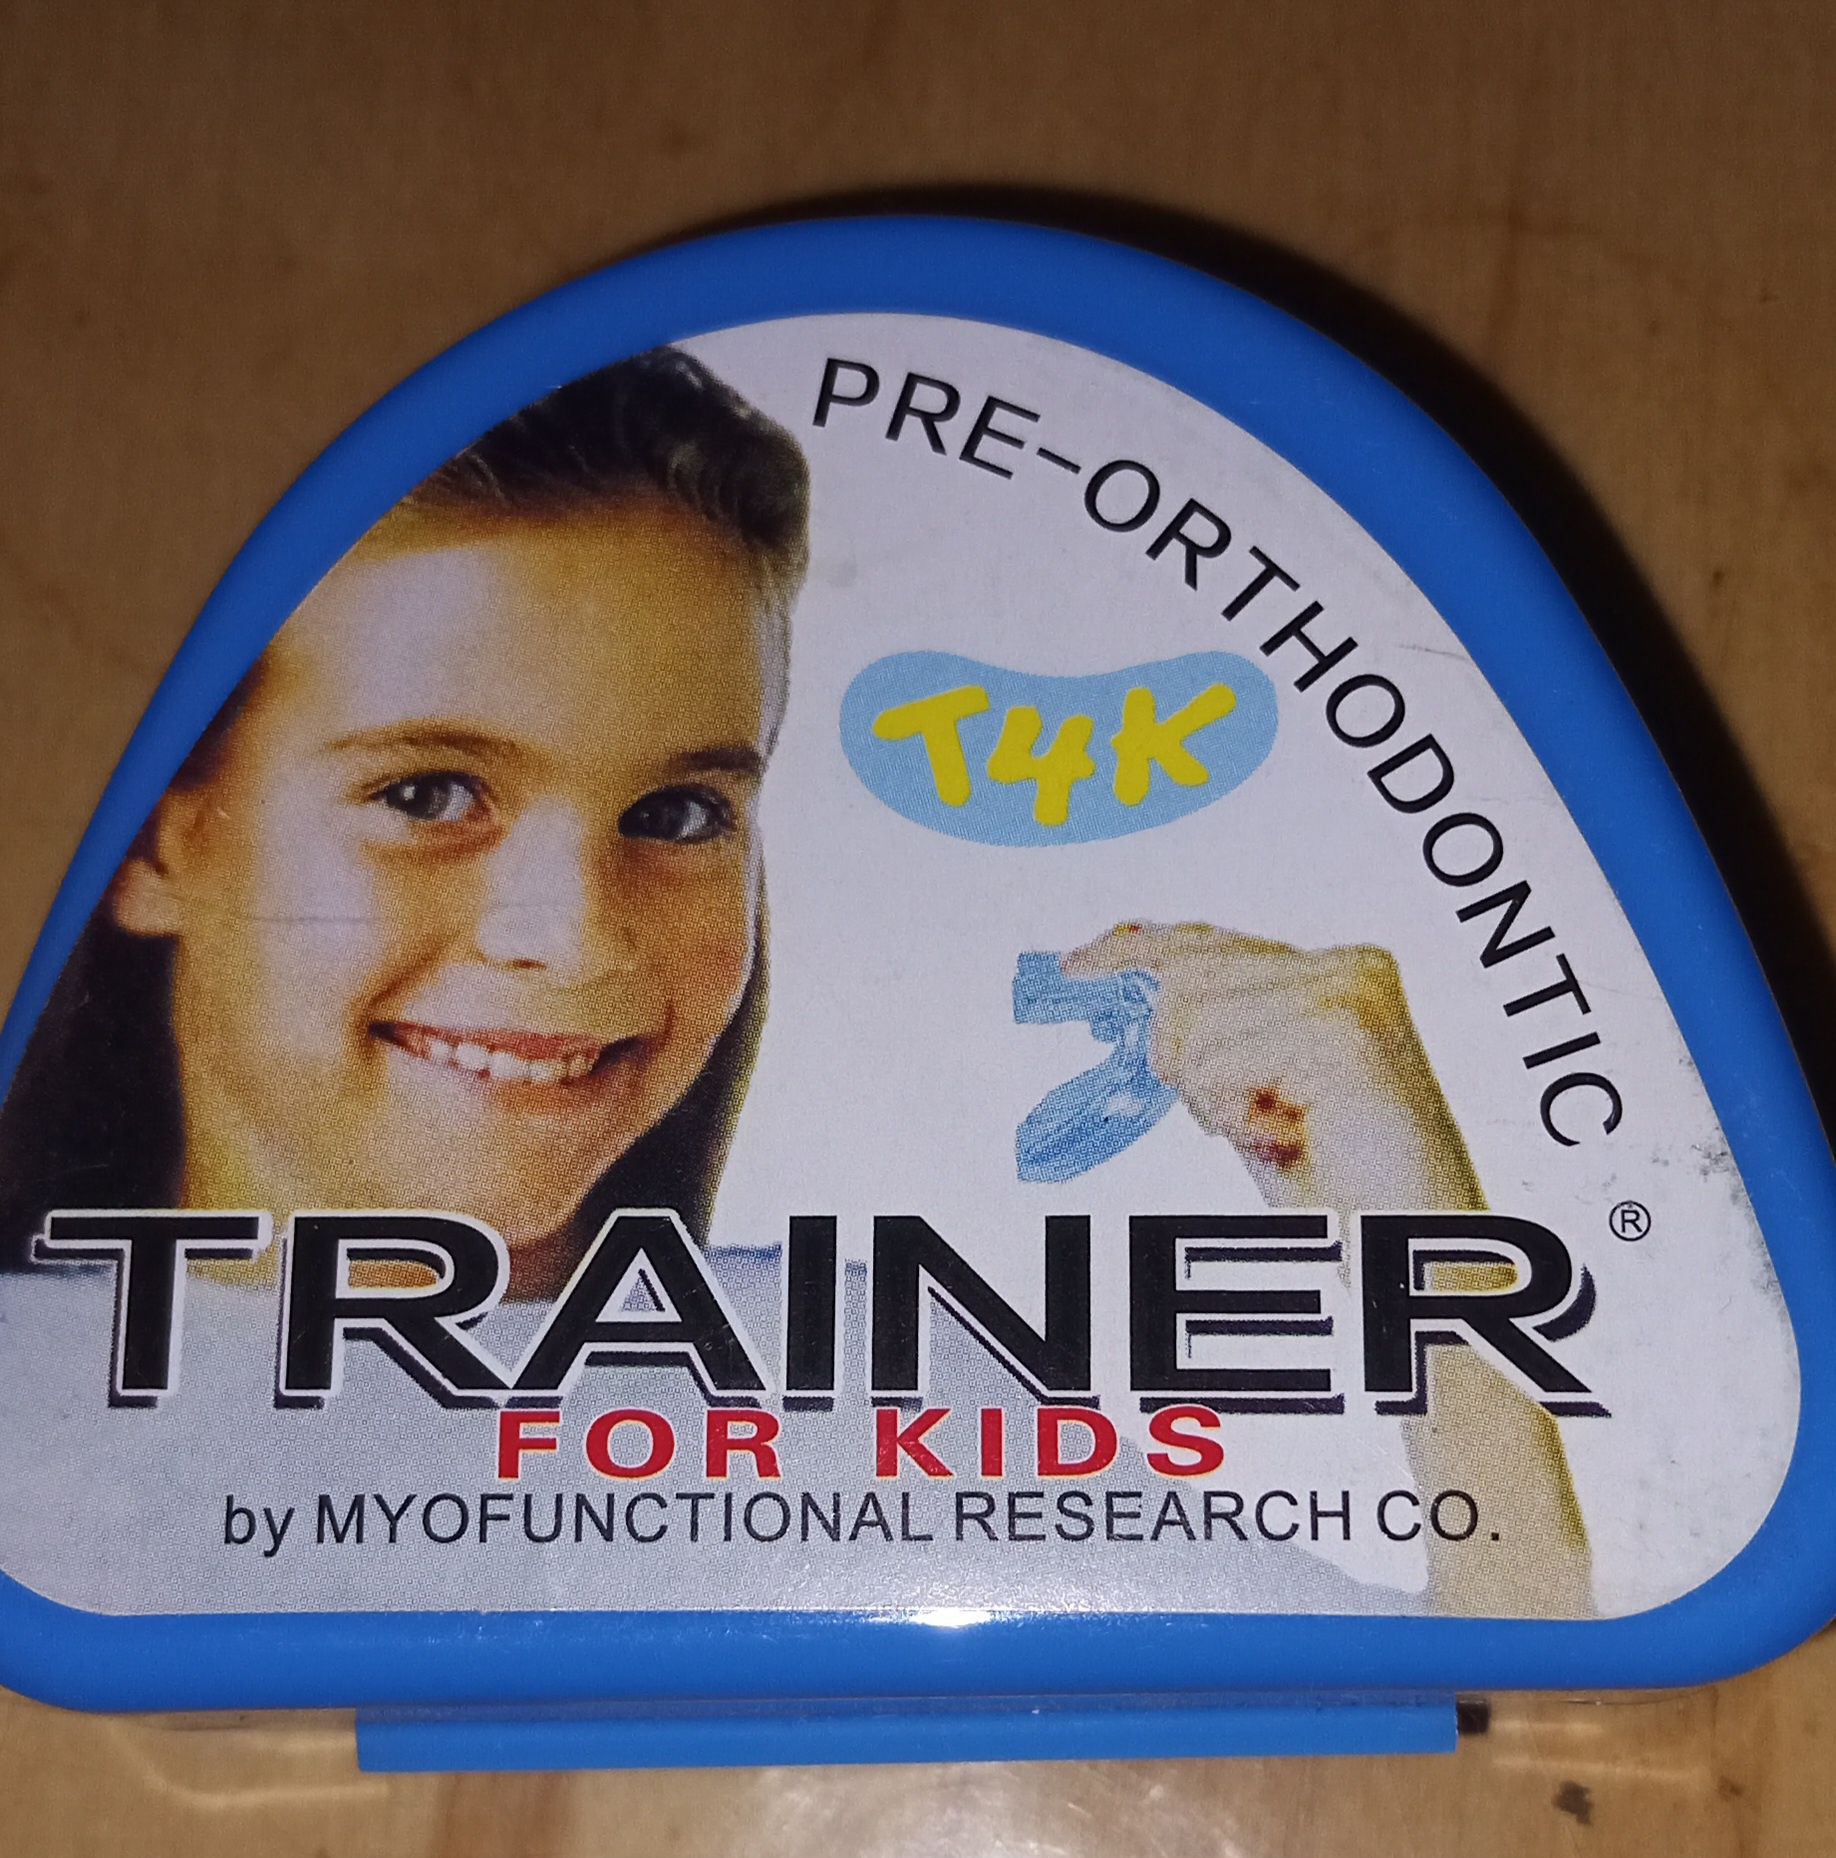 PRE-ORTHODONTIC
T4K
TRAINER®
FOR KIDS
by MYOFUNCTIONAL RESEARCH CO.